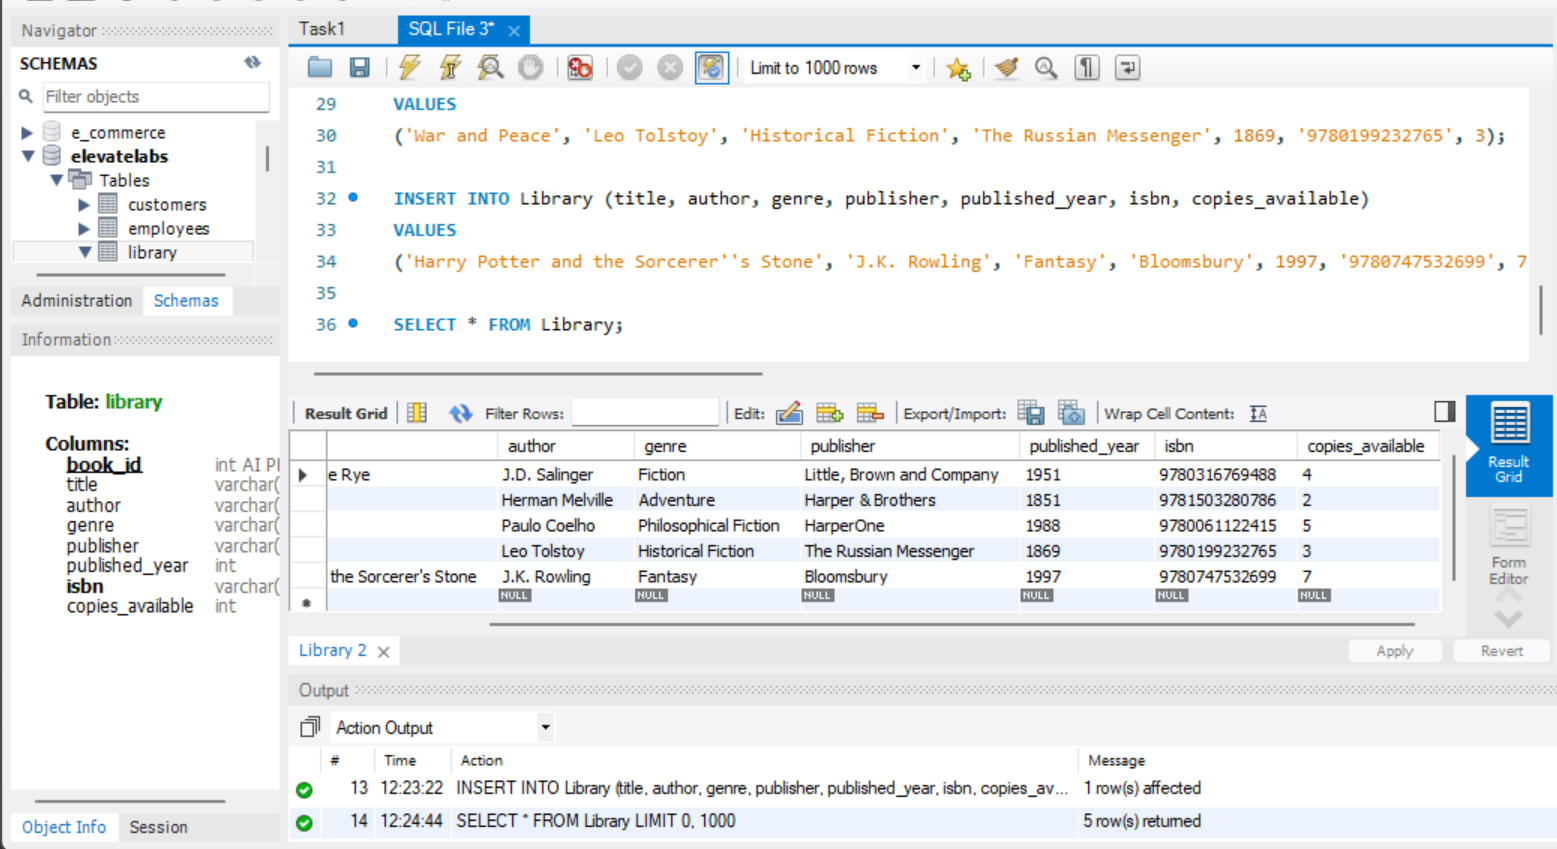 Navigator
SCHEMAS
Filter objects
e_commerce
elevatelabs
Tables
customers
employees
library
Administration Schemas
Information
Table: library
Columns:
book_id int AI P
title varchar(
author varchar(
genre varchar(
publisher varchar(
published_year int
isbn varchar(
copies_available int
Object Info Session
Task1 SQL File 3*
Limit to 1000 rows
29 VALUES
30 ('War and Peace', 'Leo Tolstoy', 'Historical Fiction', 'The Russian Messenger', 1869, '9780199232765', 3);
31
32 INSERT INTO Library (title, author, genre, publisher, published_year, isbn, copies_available)
33 VALUES
34 ('Harry Potter and the Sorcerer''s Stone', 'J.K. Rowling', 'Fantasy', 'Bloomsbury', 1997, '9780747532699', 7
35
36 SELECT * FROM Library;
Result Grid Filter Rows: Edit: Export/Import: Wrap Cell Content: IA
author genre publisher published_year isbn copies_available
e Rye J.D. Salinger Fiction Little, Brown and Company 1951 9780316769488 4
Herman Melville Adventure Harper & Brothers 1851 9781503280786 2
Paulo Coelho Philosophical Fiction HarperOne 1988 9780061122415 5
Leo Tolstoy Historical Fiction The Russian Messenger 1869 9780199232765 3
the Sorcerer's Stone J.K. Rowling Fantasy Bloomsbury 1997 9780747532699 7
* NULL NULL NULL NULL NULL NULL
Result
Grid
Form
Editor
Library 2 Apply Revert
Output
Action Output
# Time Action Message
13 12:23:22 INSERT INTO Library (title, author, genre, publisher, published_year, isbn, copies_av... 1 row(s) affected
14 12:24:44 SELECT * FROM Library LIMIT 0, 1000 5 row(s) returned